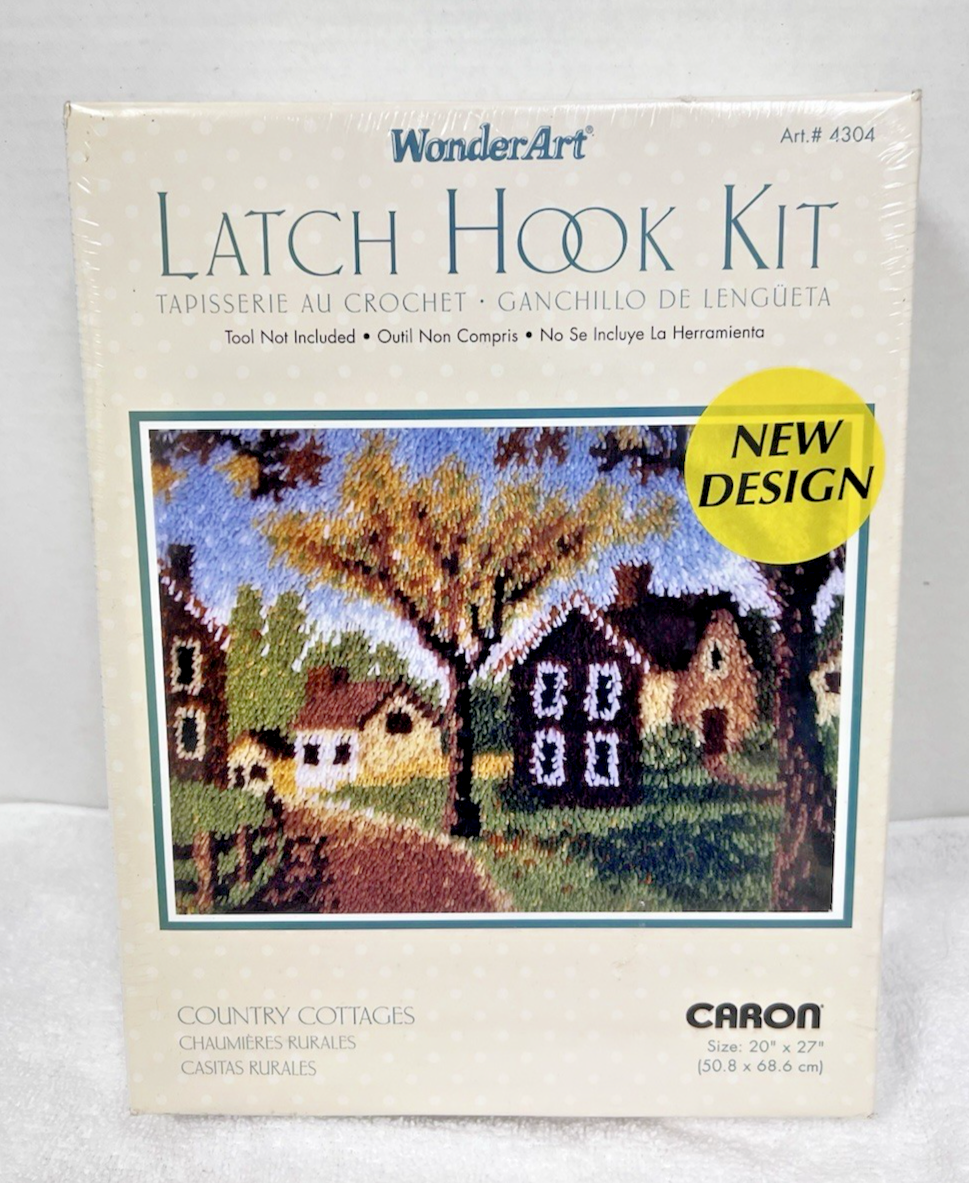 WonderArt®
Art.# 4304
LATCH HOOK KIT
TAPISSERIE AU CROCHET · GANCHILLO DE LENGÜETA
Tool Not Included • Outil Non Compris • No Se Incluye La Herramienta
NEW
DESIGN
COUNTRY COTTAGES
CHAUMIÈRES RURALES
CASITAS RURALES
CARON®
Size: 20" x 27"
(50.8 x 68.6 cm)